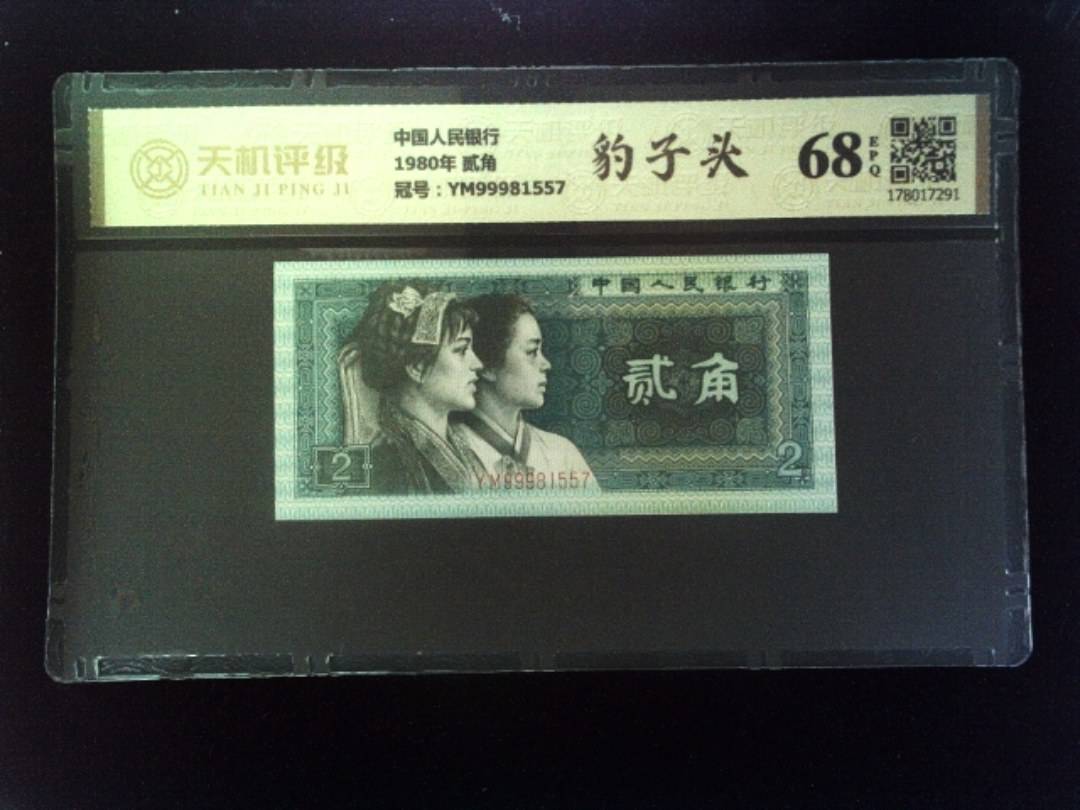 天机评级
TIAN JI PING JI
中国人民银行
1980年 贰角
冠号：YM99981557
豹子头
68
EPQ
178017291
中国人民银行
贰角
2
2
YM99981557